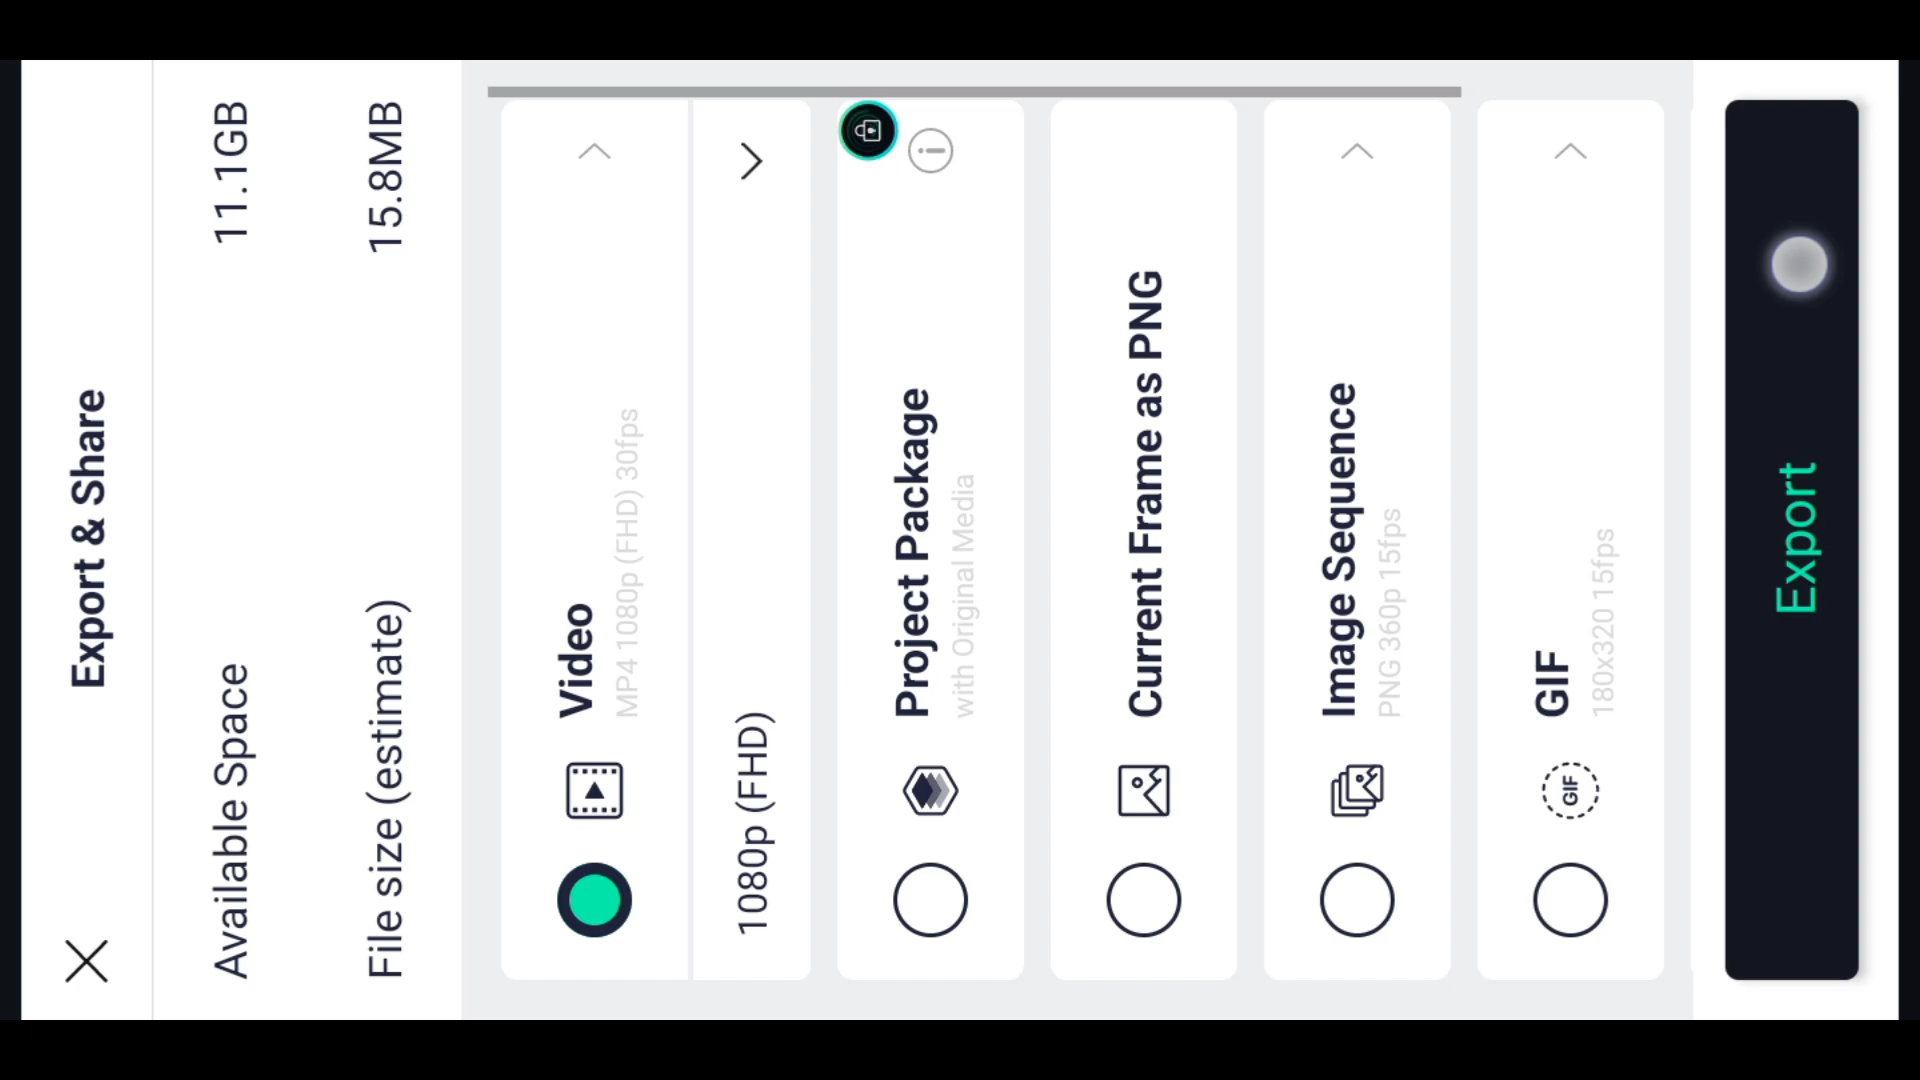 Export & Share
Available Space 11.1GB
File size (estimate) 15.8MB
Video
MP4 1080p (FHD) 30fps
1080p (FHD)
Project Package
with Original Media
Current Frame as PNG
Image Sequence
PNG 360p 15fps
GIF
GIF
180x320 15fps
Export